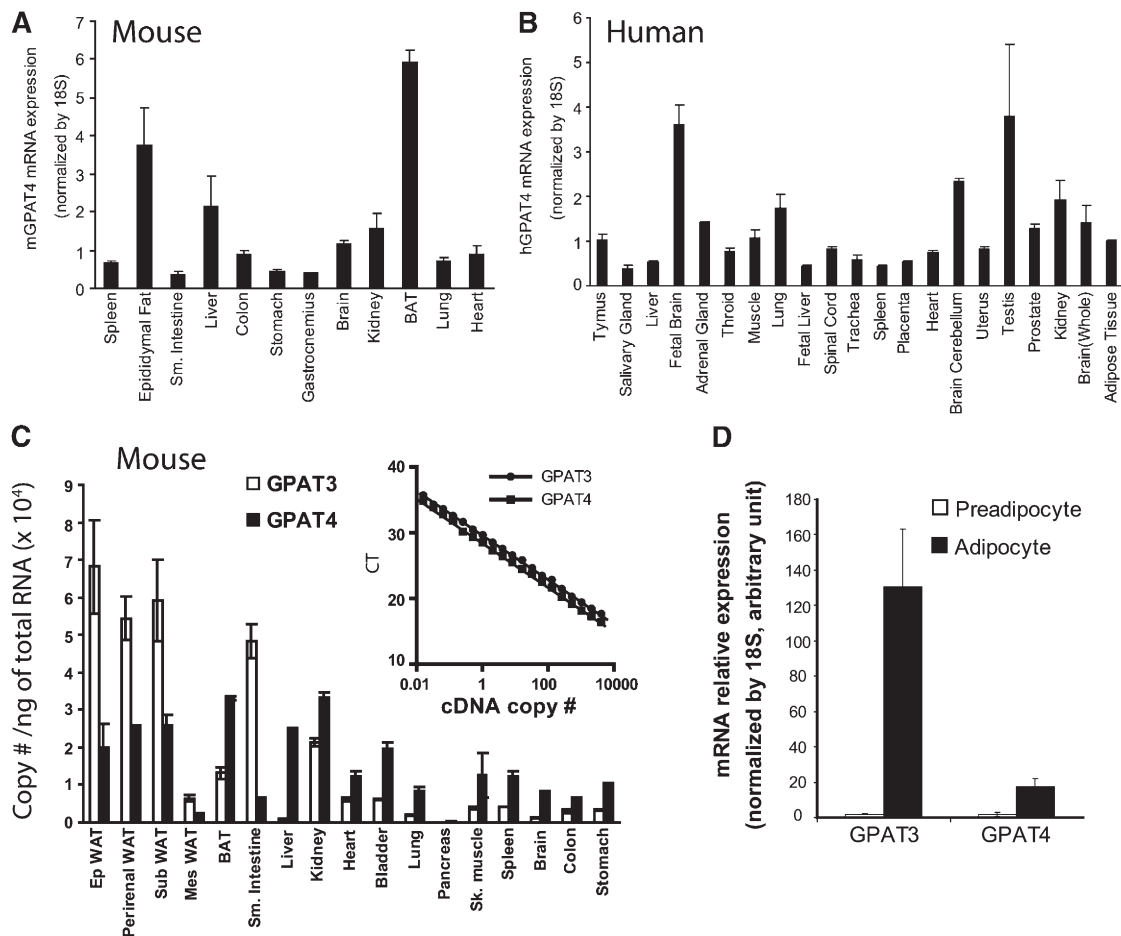 A
Mouse
mGPAT4 mRNA expression
(normalized by 18S)
7
6
5
4
3
2
1
0
Spleen
Epididymal Fat
Sm. Intestine
Liver
Colon
Stomach
Gastrocnemius
Brain
Kidney
BAT
Lung
Heart
B
Human
hGPAT4 mRNA expression
(normalized by 18S)
6
5
4
3
2
1
0
Tymus
Salivary Gland
Liver
Fetal Brain
Adrenal Gland
Throid
Muscle
Lung
Fetal Liver
Spinal Cord
Trachea
Spleen
Placenta
Heart
Brain Cerebellum
Uterus
Testis
Prostate
Kidney
Brain(Whole)
Adipose Tissue
C
Mouse
Copy # /ng of total RNA (x 10⁴)
9
8
7
6
5
4
3
2
1
0
GPAT3
GPAT4
Ep WAT
Perirenal WAT
Sub WAT
Mes WAT
BAT
Sm. Intestine
Liver
Kidney
Heart
Bladder
Lung
Pancreas
Sk. muscle
Spleen
Brain
Colon
Stomach
CT
40
30
20
10
GPAT3
GPAT4
0.01
1
100
10000
cDNA copy #
D
mRNA relative expression
(normalized by 18S, arbitrary unit)
180
160
140
120
100
80
60
40
20
0
Preadipocyte
Adipocyte
GPAT3
GPAT4